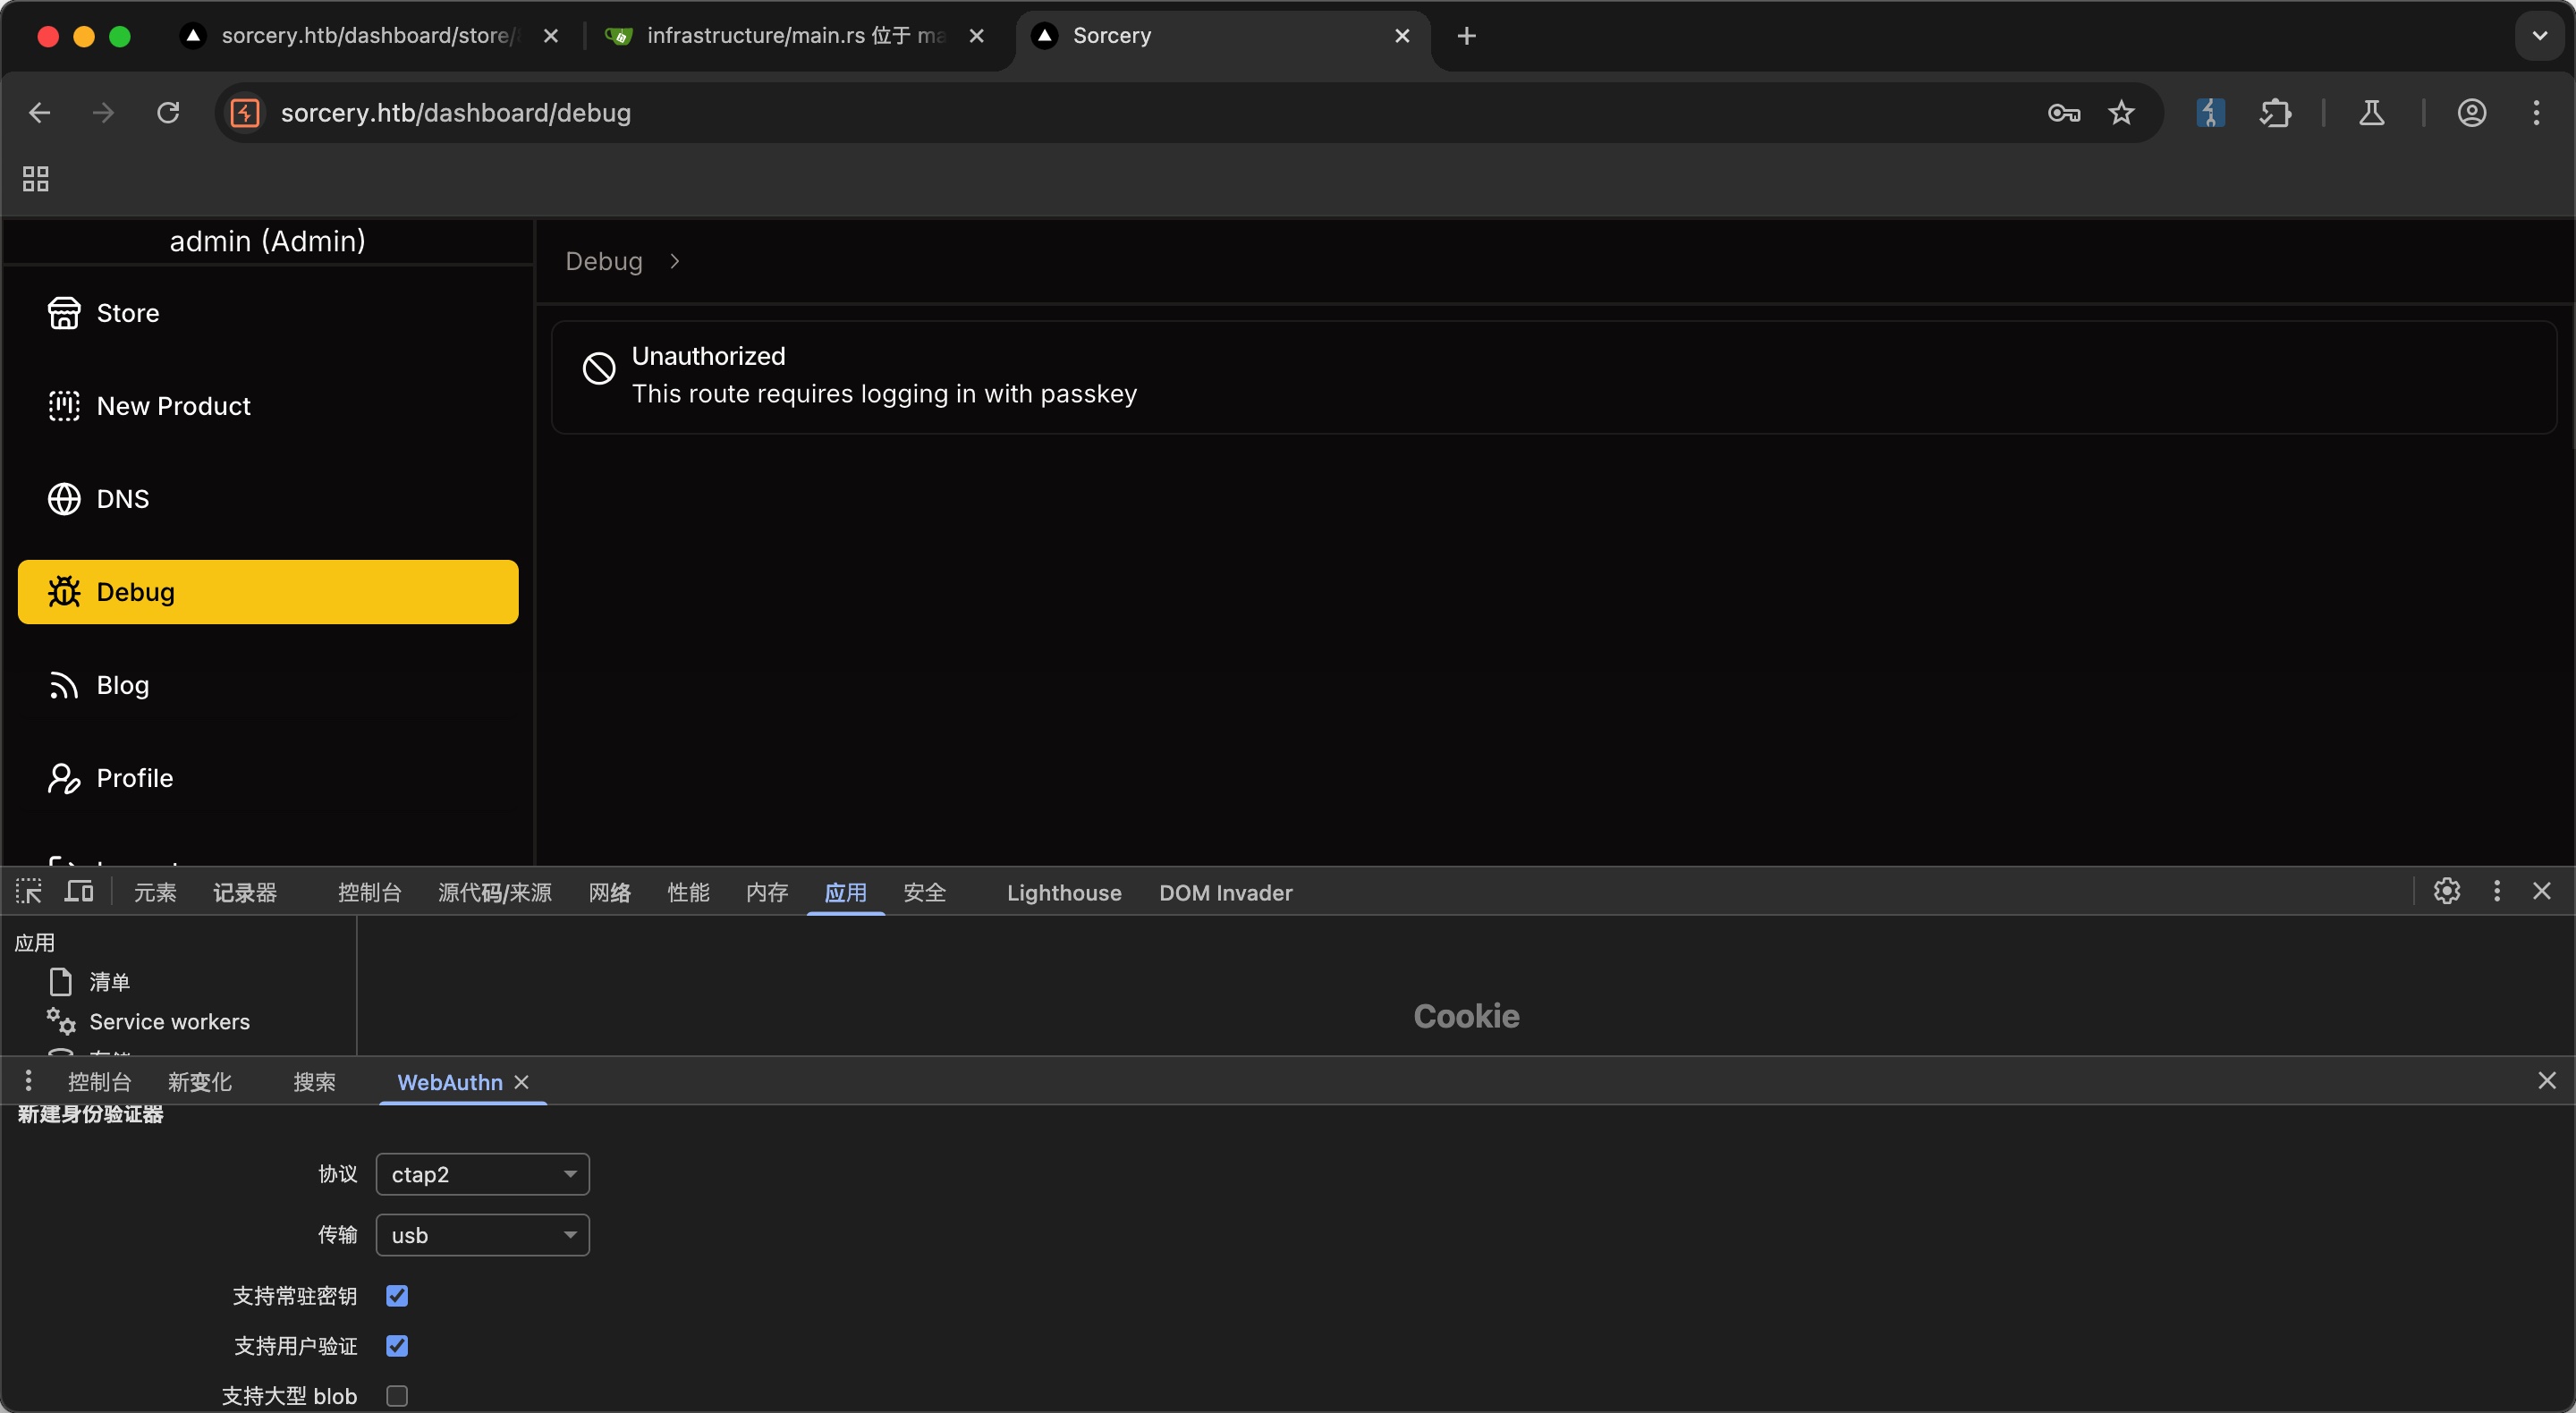 sorcery.htb/dashboard/store/
infrastructure/main.rs 位于 ma
Sorcery
sorcery.htb/dashboard/debug
admin (Admin)
Store
New Product
DNS
Debug
Blog
Profile
Debug
Unauthorized
This route requires logging in with passkey
元素
记录器
控制台
源代码/来源
网络
性能
内存
应用
安全
Lighthouse
DOM Invader
应用
清单
Service workers
Cookie
控制台
新变化
搜索
WebAuthn
新建身份验证器
协议
ctap2
传输
usb
支持常驻密钥
支持用户验证
支持大型 blob